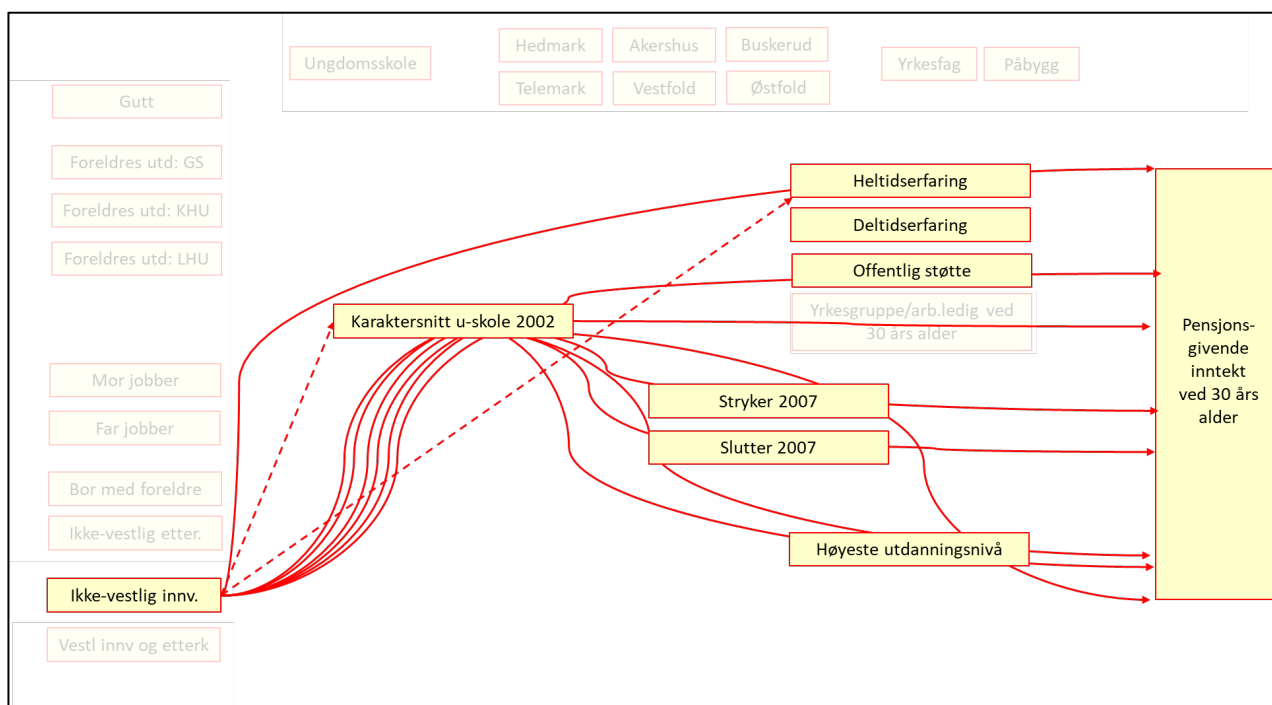 Ungdomsskole
Hedmark
Akershus
Buskerud
Telemark
Vestfold
Østfold
Yrkesfag
Påbygg
Gutt
Foreldres utd: GS
Foreldres utd: KHU
Foreldres utd: LHU
Mor jobber
Far jobber
Bor med foreldre
Ikke-vestlig etter.
Ikke-vestlig innv.
Vestl innv og etterk
Karaktersnitt u-skole 2002
Heltidserfaring
Deltidserfaring
Offentlig støtte
Yrkesgruppe/arb.ledig ved
30 års alder
Stryker 2007
Slutter 2007
Høyeste utdanningsnivå
Pensjons-
givende
inntekt
ved 30 års
alder